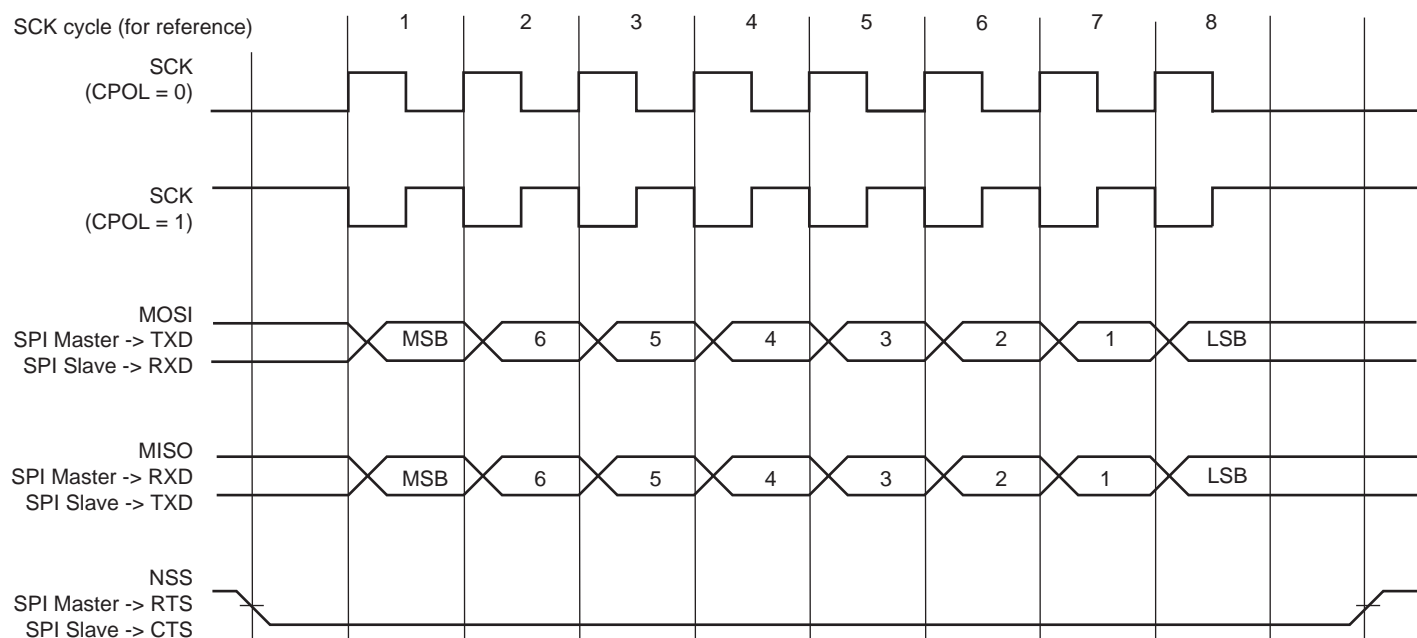 SCK cycle (for reference)
1 2 3 4 5 6 7 8
SCK
(CPOL = 0)
SCK
(CPOL = 1)
MOSI
SPI Master -> TXD
SPI Slave -> RXD
MSB 6 5 4 3 2 1 LSB
MISO
SPI Master -> RXD
SPI Slave -> TXD
MSB 6 5 4 3 2 1 LSB
NSS
SPI Master -> RTS
SPI Slave -> CTS